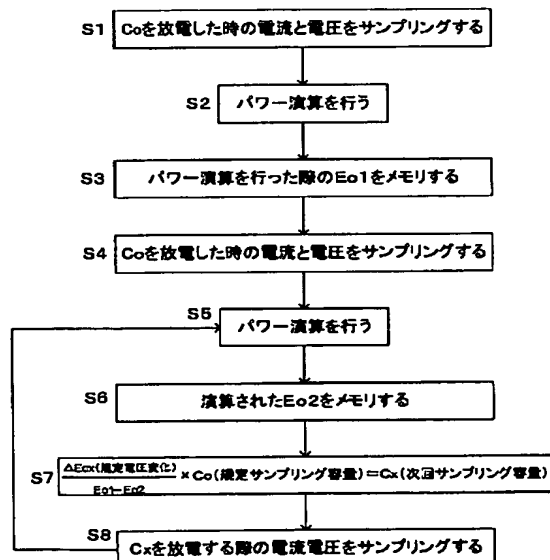 S1 Coを放電した時の電流と電圧をサンプリングする
S2 パワー演算を行う
S3 パワー演算を行った際のEo1をメモリする
S4 Coを放電した時の電流と電圧をサンプリングする
S5
パワー演算を行う
S6 演算されたEo2をメモリする
S7 △Ecx(規定電圧変化)
Eo1−Eo2
×Co(規定サンプリング容量)=Cx(次回サンプリング容量)
S8
Cxを放電する際の電流電圧をサンプリングする